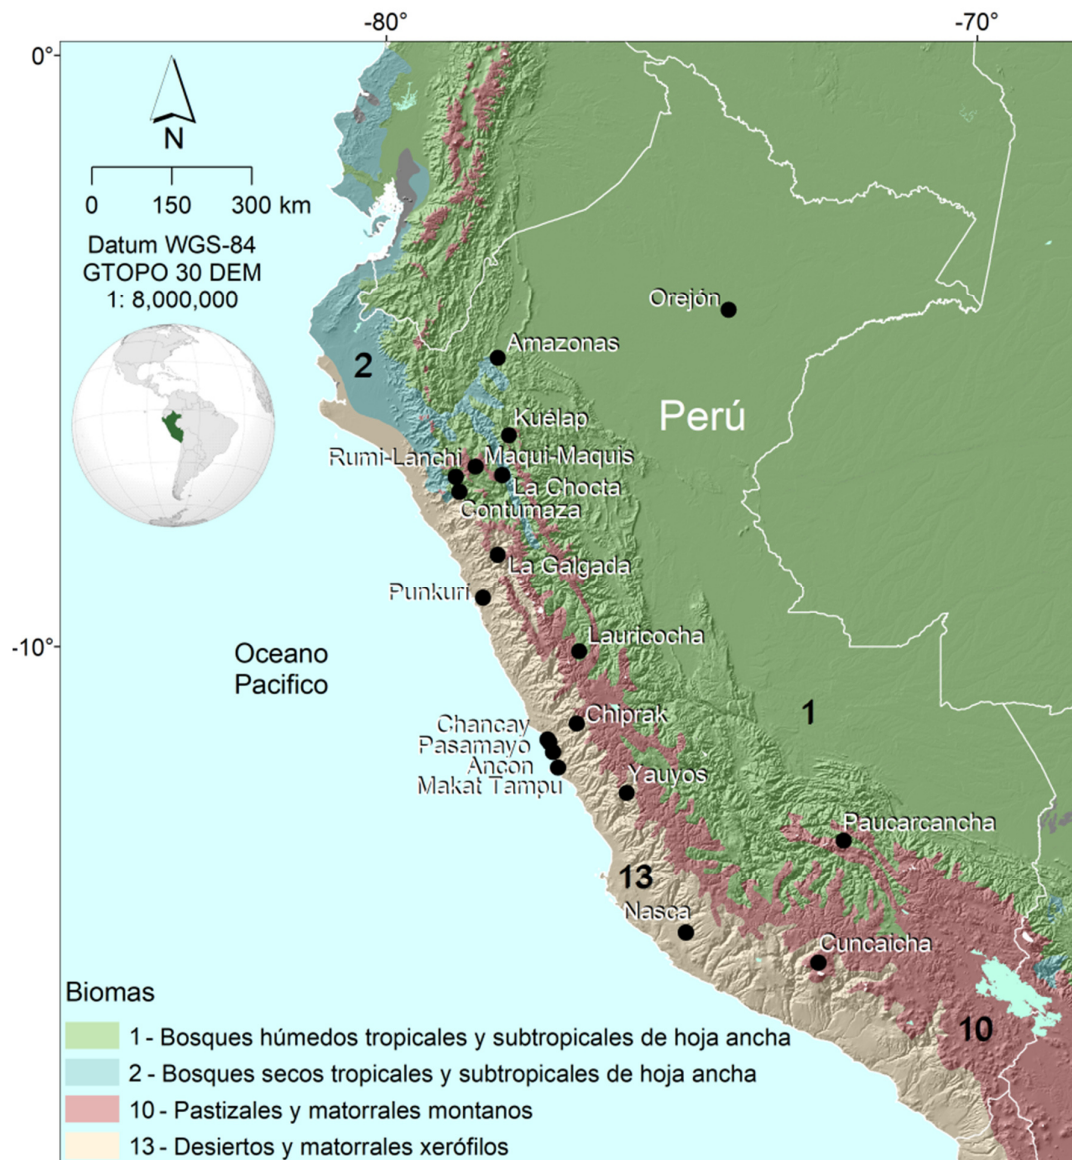 -80°
-70°
0°
N
0 150 300 km
Datum WGS-84
GTOPO 30 DEM
1: 8,000,000
Orejón
Amazonas
2
Perú
Kuélap
Rumi-Lanchi
Maqui-Maquis
La Chocta
Contumaza
La Galgada
Punkuri
-10°
Lauricocha
Oceano
Pacifico
1
Chiprak
Chancay
Pasamayo
Ancon
Makat Tampu
Yauyos
Paucarcancha
13
Nasca
Cuncaicha
10
Biomas
1 - Bosques húmedos tropicales y subtropicales de hoja ancha
2 - Bosques secos tropicales y subtropicales de hoja ancha
10 - Pastizales y matorrales montanos
13 - Desiertos y matorrales xerófilos